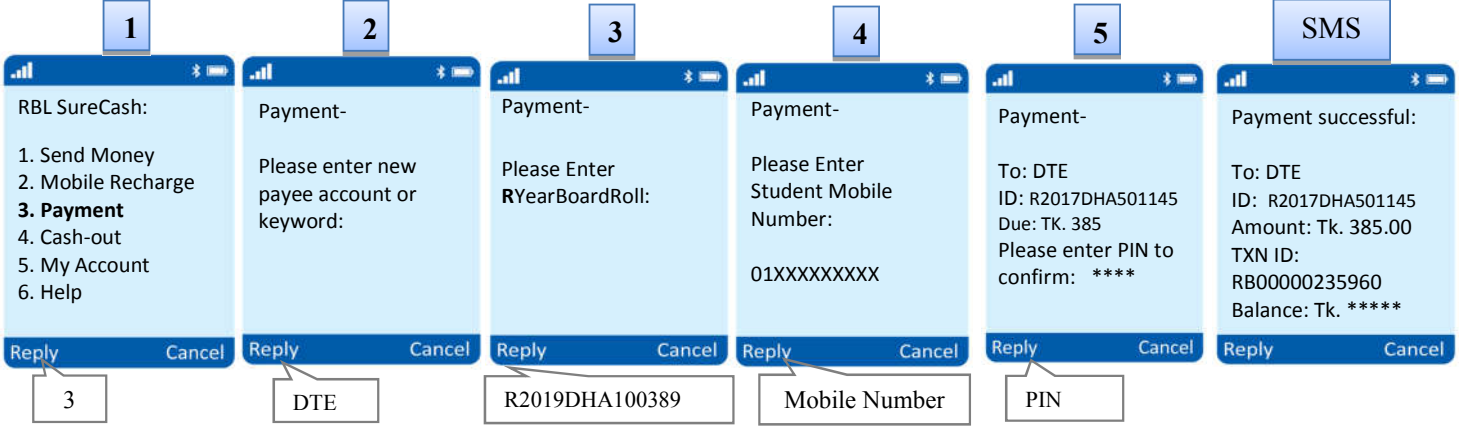 1
RBL SureCash:
1. Send Money
2. Mobile Recharge
3. Payment
4. Cash-out
5. My Account
6. Help
Reply Cancel
3
2
Payment-
Please enter new
payee account or
keyword:
Reply Cancel
DTE
3
Payment-
Please Enter
RYearBoardRoll:
Reply Cancel
R2019DHA100389
4
Payment-
Please Enter
Student Mobile
Number:
01XXXXXXXXX
Reply Cancel
Mobile Number
5
Payment-
To: DTE
ID: R2017DHA501145
Due: TK. 385
Please enter PIN to
confirm: ****
Reply Cancel
PIN
SMS
Payment successful:
To: DTE
ID: R2017DHA501145
Amount: Tk. 385.00
TXN ID:
RB00000235960
Balance: Tk. *****
Reply Cancel